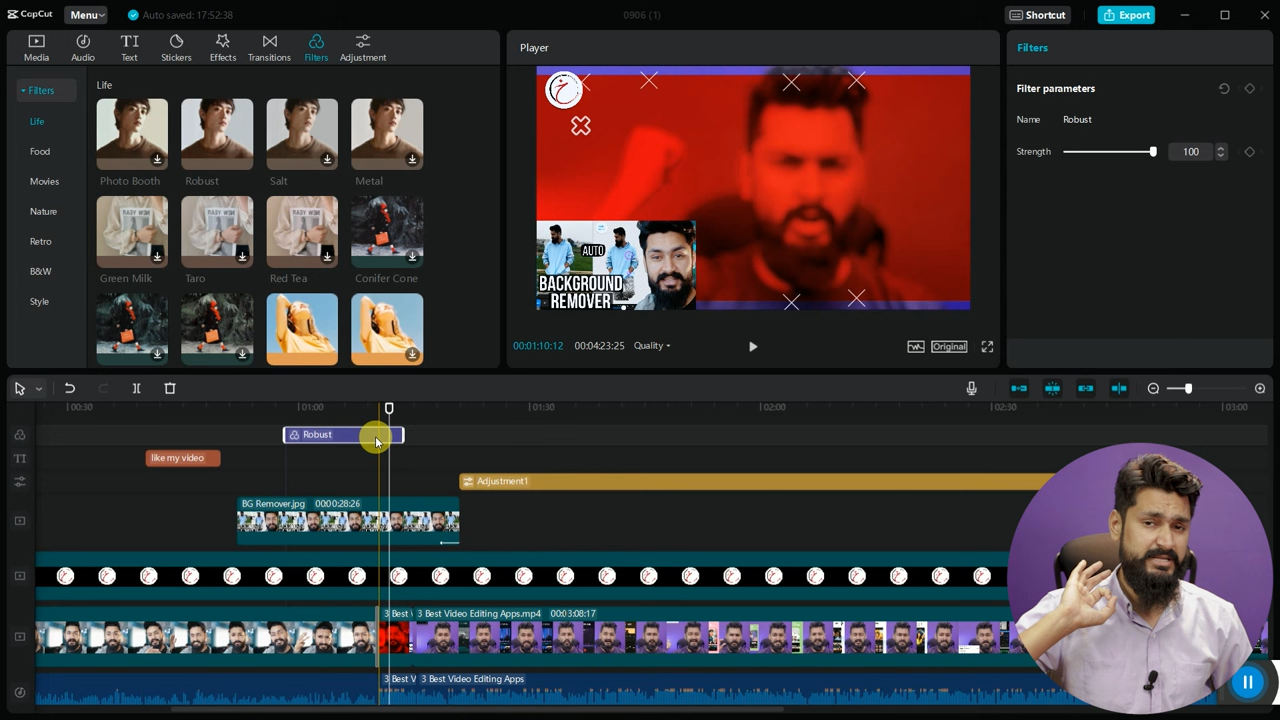 CapCut
Menu
Auto saved: 17:52:38
0906 (1)
Shortcut
Export
Media
Audio
Text
Stickers
Effects
Transitions
Filters
Adjustment
Player
Filters
Filters
Life
Food
Movies
Nature
Retro
B&W
Style
Life
Photo Booth
Robust
Salt
Metal
Green Milk
Taro
Red Tea
Conifer Cone
AUTO
BACKGROUND
REMOVER
00:01:10:12
00:04:23:25
Quality
Original
Filter parameters
Name
Robust
Strength
100
00:30
01:00
01:30
02:00
02:30
03:00
Robust
like my video
Adjustment1
BG Remover.jpg
00:00:28:26
3 Best
3 Best Video Editing Apps.mp4
00:03:08:17
3 Best V
3 Best Video Editing Apps